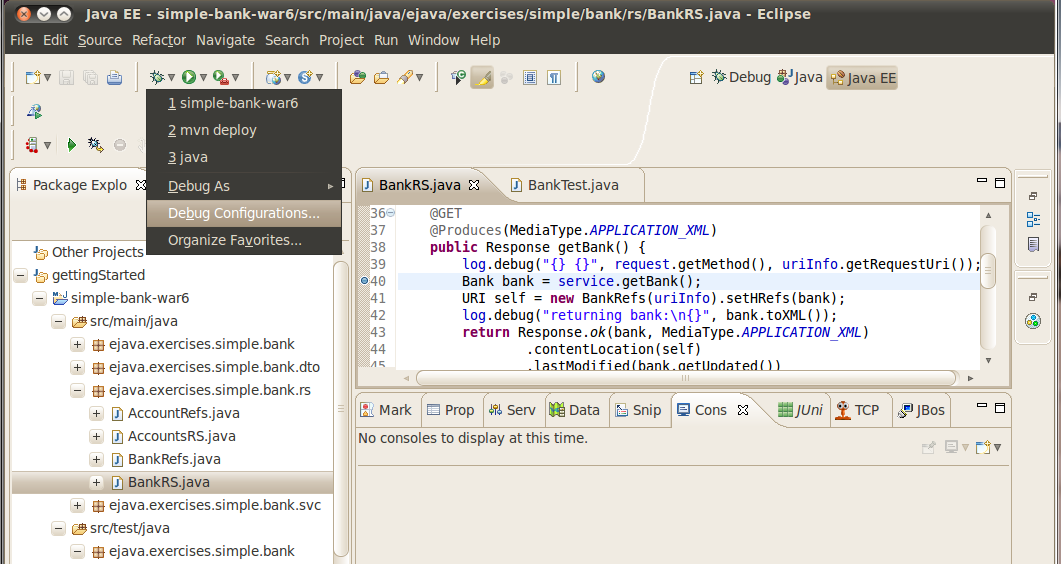 Java EE - simple-bank-war6/src/main/java/ejava/exercises/simple/bank/rs/BankRS.java - Eclipse
File Edit Source Refactor Navigate Search Project Run Window Help
Debug Java Java EE
1 simple-bank-war6
2 mvn deploy
3 java
Debug As
Debug Configurations...
Organize Favorites...
Package Explo
Other Projects
gettingStarted
simple-bank-war6
src/main/java
ejava.exercises.simple.bank
ejava.exercises.simple.bank.dto
ejava.exercises.simple.bank.rs
AccountRefs.java
AccountsRS.java
BankRefs.java
BankRS.java
ejava.exercises.simple.bank.svc
src/test/java
ejava.exercises.simple.bank
BankRS.java BankTest.java
36 @GET
37 @Produces(MediaType.APPLICATION_XML)
38 public Response getBank() {
39 log.debug("{} {}", request.getMethod(), uriInfo.getRequestUri());
40 Bank bank = service.getBank();
41 URI self = new BankRefs(uriInfo).setHRefs(bank);
42 log.debug("returning bank:\n{}", bank.toXML());
43 return Response.ok(bank, MediaType.APPLICATION_XML)
44 .contentLocation(self)
45 .lastModified(bank.getUpdated())
Mark Prop Serv Data Snip Cons JUni TCP JBos
No consoles to display at this time.